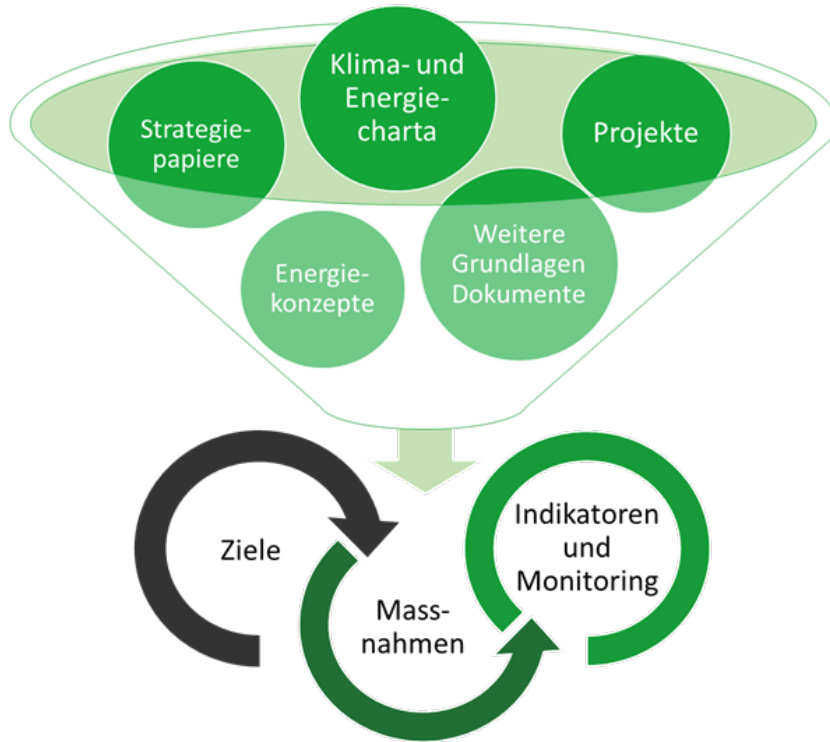 Klima- und
Energie-
charta
Strategie-
papiere
Projekte
Energie-
konzepte
Weitere
Grundlagen
Dokumente
Ziele
Mass-
nahmen
Indikatoren
und
Monitoring